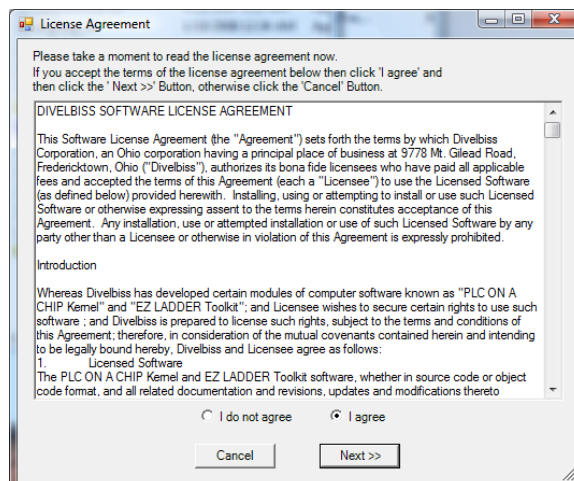 License Agreement
Please take a moment to read the license agreement now.
If you accept the terms of the license agreement below then click 'I agree' and
then click the ' Next >>' Button, otherwise click the 'Cancel' Button.
DIVELBISS SOFTWARE LICENSE AGREEMENT
This Software License Agreement (the "Agreement") sets forth the terms by which Divelbiss
Corporation, an Ohio corporation having a principal place of business at 9778 Mt. Gilead Road,
Fredericktown, Ohio ("Divelbiss"), authorizes its bona fide licensees who have paid all applicable
fees and accepted the terms of this Agreement (each a "Licensee") to use the Licensed Software
(as defined below) provided herewith.  Installing, using or attempting to install or use such Licensed
Software or otherwise expressing assent to the terms herein constitutes acceptance of this
Agreement.  Any installation, use or attempted installation or use of such Licensed Software by any
party other than a Licensee or otherwise in violation of this Agreement is expressly prohibited.
Introduction
Whereas Divelbiss has developed certain modules of computer software known as "PLC ON A
CHIP Kernel" and "EZ LADDER Toolkit"; and Licensee wishes to secure certain rights to use such
software ; and Divelbiss is prepared to license such rights, subject to the terms and conditions of
this Agreement; therefore, in consideration of the mutual covenants contained herein and intending
to be legally bound hereby, Divelbiss and Licensee agree as follows:
1. Licensed Software
The PLC ON A CHIP Kernel and EZ LADDER Toolkit software, whether in source code or object
code format, and all related documentation and revisions, updates and modifications thereto
I do not agree I agree
Cancel Next >>